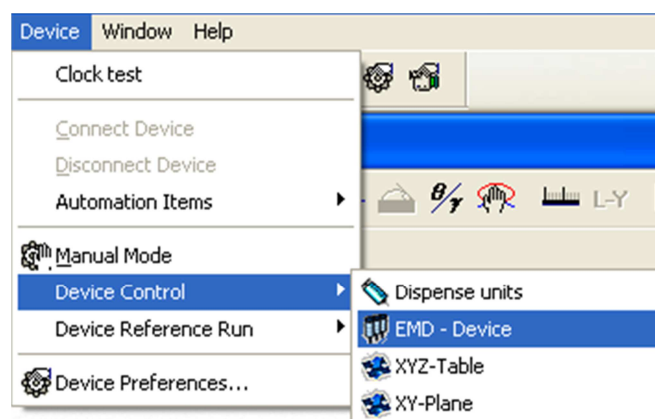 Device Window Help
Clock test
Connect Device
Disconnect Device
Automation Items
θ/γ L-Y
Manual Mode
Device Control
Dispense units
Device Reference Run
EMD - Device
XYZ-Table
Device Preferences...
XY-Plane